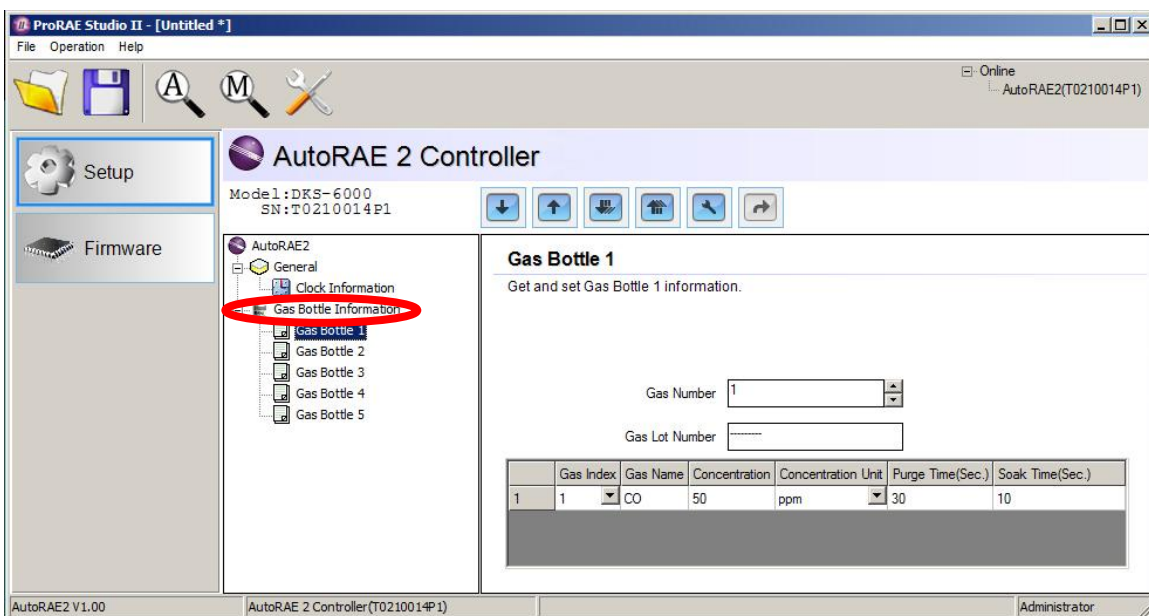 ProRAE Studio II - [Untitled *]
File Operation Help
A
M
Online
AutoRAE2(T0210014P1)
Setup
Firmware
AutoRAE 2 Controller
Model:DKS-6000
SN:T0210014P1
AutoRAE2
General
Clock Information
Gas Bottle Information
Gas Bottle 1
Gas Bottle 2
Gas Bottle 3
Gas Bottle 4
Gas Bottle 5
Gas Bottle 1
Get and set Gas Bottle 1 information.
Gas Number 1
Gas Lot Number ---------
Gas Index Gas Name Concentration Concentration Unit Purge Time(Sec.) Soak Time(Sec.)
1 1 CO 50 ppm 30 10
AutoRAE2 V1.00 AutoRAE 2 Controller(T0210014P1) Administrator